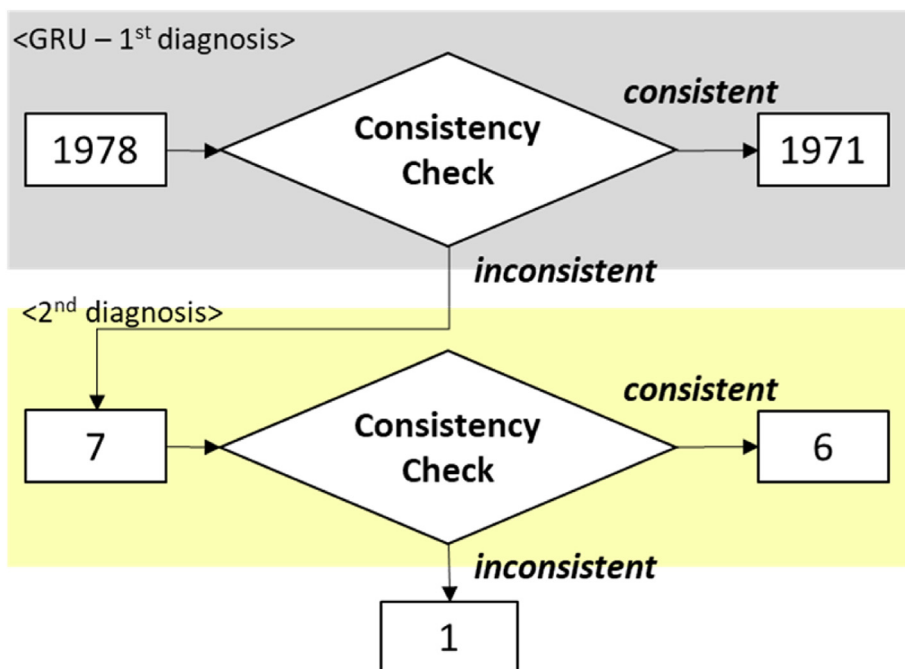 <GRU – 1st diagnosis>
consistent
Consistency
Check
1978
1971
inconsistent
<2nd diagnosis>
consistent
Consistency
Check
7
6
inconsistent
1